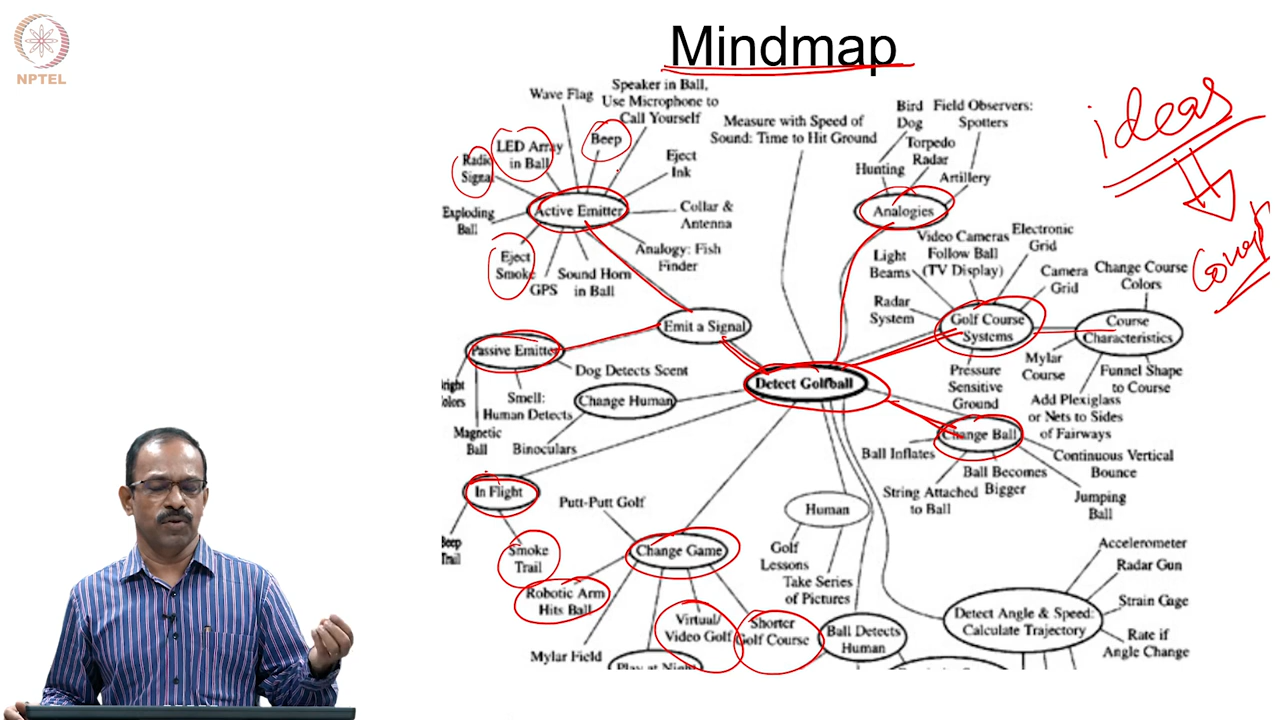 Mindmap
NPTEL
ideas
Wave Flag
Speaker in Ball,
Use Microphone to
Call Yourself
LED Array
in Ball
Beep
Radio
Signal
Eject
Ink
Exploding
Ball
Active Emitter
Collar &
Antenna
Eject
Smoke
GPS
Sound Horn
in Ball
Analogy: Fish
Finder
Measure with Speed of
Sound: Time to Hit Ground
Bird
Dog
Field Observers:
Spotters
Torpedo
Radar
Hunting
Artillery
Analogies
Video Cameras
Follow Ball
(TV Display)
Electronic
Grid
Light
Beams
Camera
Grid
Change Course
Colors
Radar
System
Golf Course
Systems
Course
Characteristics
Pressure
Sensitive
Ground
Mylar
Course
Funnel Shape
to Course
Add Plexiglass
or Nets to Sides
of Fairways
Emit a Signal
Passive Emitter
Dog Detects Scent
Smell:
Human Detects
Magnetic
Ball
Detect Golfball
Change Human
Binoculars
Change Ball
Ball Inflates
Continuous Vertical
Bounce
Ball Becomes
Bigger
String Attached
to Ball
Jumping
Ball
In Flight
Trail
Smoke
Trail
Putt-Putt Golf
Change Game
Robotic Arm
Hits Ball
Virtual/
Video Golf
Shorter
Golf Course
Mylar Field
Play at Night
Human
Golf
Lessons
Take Series
of Pictures
Ball Detects
Human
Detect Angle & Speed:
Calculate Trajectory
Accelerometer
Radar Gun
Strain Gage
Rate if
Angle Change